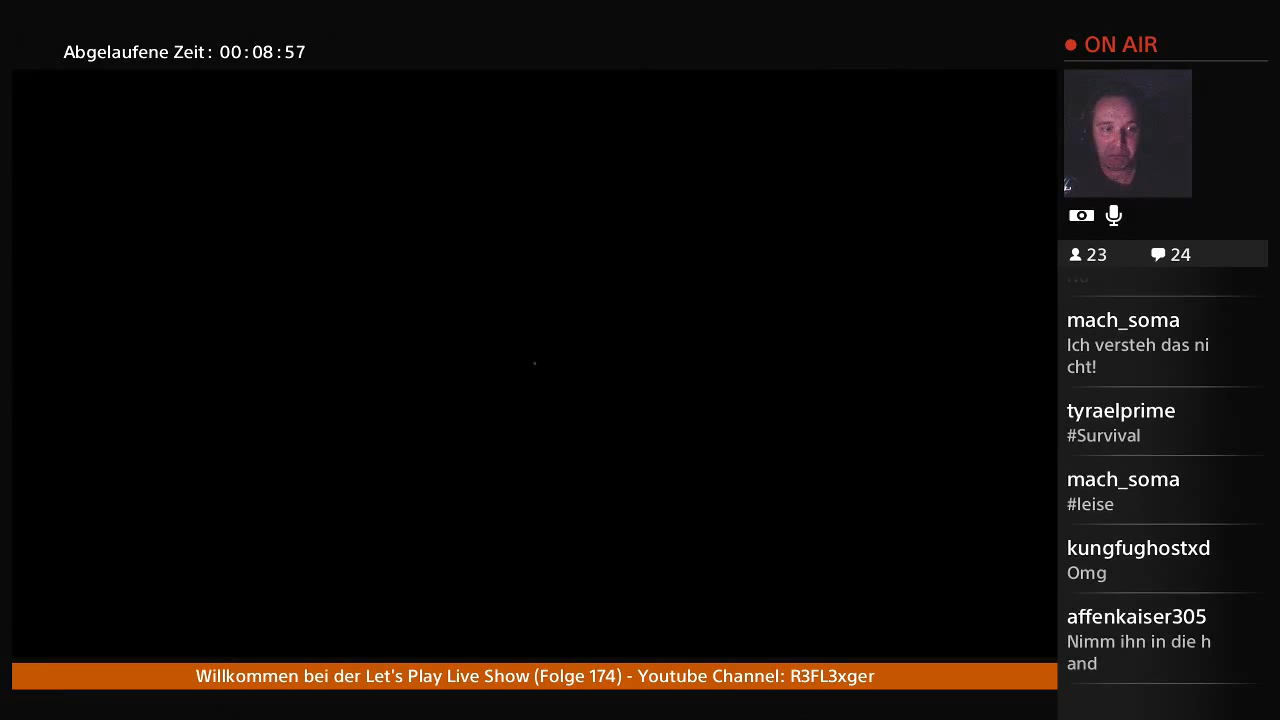 Abgelaufene Zeit: 00:08:57
ON AIR
23
24
mach_soma
Ich versteh das ni
cht!
tyraelprime
#Survival
mach_soma
#leise
kungfughostxd
Omg
affenkaiser305
Nimm ihn in die h
and
Willkommen bei der Let's Play Live Show (Folge 174) - Youtube Channel: R3FL3xger